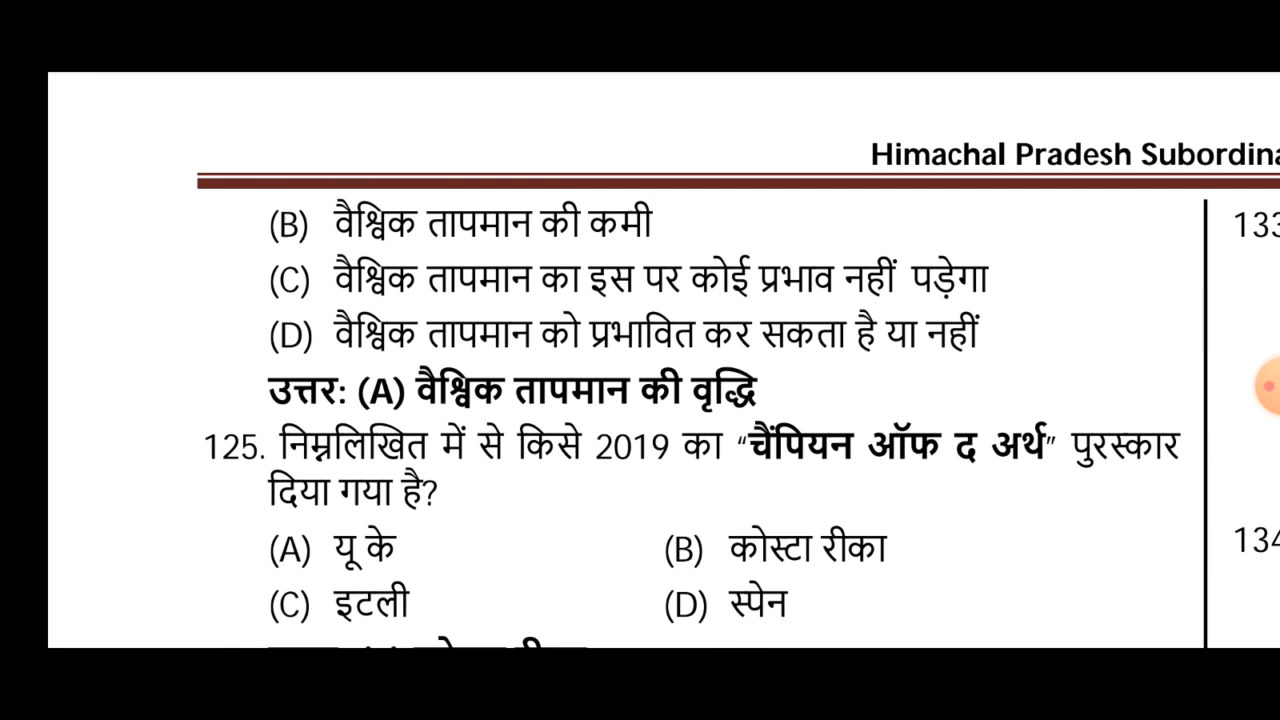 Himachal Pradesh Subordina
(B) वैश्विक तापमान की कमी
133
(C) वैश्विक तापमान का इस पर कोई प्रभाव नहीं पड़ेगा
(D) वैश्विक तापमान को प्रभावित कर सकता है या नहीं
उत्तर: (A) वैश्विक तापमान की वृद्धि
125. निम्नलिखित में से किसे 2019 का “चैंपियन ऑफ द अर्थ” पुरस्कार
दिया गया है?
(A) यू के (B) कोस्टा रीका
134
(C) इटली (D) स्पेन